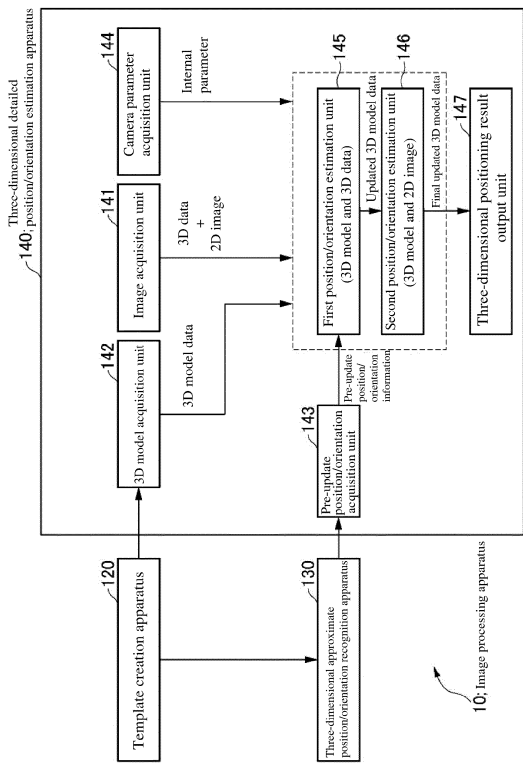 Three-dimensional detailed
140; position/orientation estimation apparatus
120
Template creation apparatus
142
3D model acquisition unit
141
Image acquisition unit
144
Camera parameter
acquisition unit
3D model data
3D data
+
2D image
Internal
parameter
130
Three-dimensional approximate
position/orientation recognition apparatus
143
Pre-update
position/orientation
acquisition unit
Pre-update
position/
orientation
information
145
First position/orientation estimation unit
(3D model and 3D data)
Updated 3D model data
146
Second position/orientation estimation unit
(3D model and 2D image)
Final updated 3D model data
147
Three-dimensional positioning result
output unit
10; Image processing apparatus